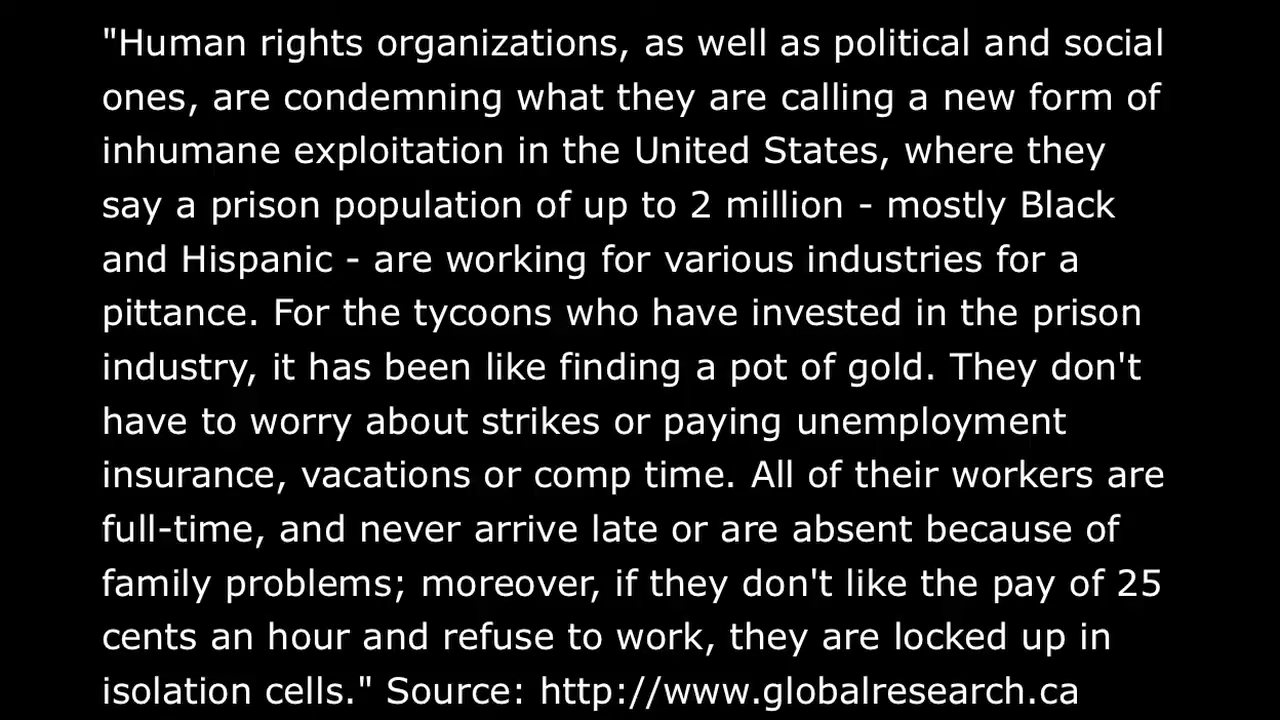 "Human rights organizations, as well as political and social
ones, are condemning what they are calling a new form of
inhumane exploitation in the United States, where they
say a prison population of up to 2 million - mostly Black
and Hispanic - are working for various industries for a
pittance. For the tycoons who have invested in the prison
industry, it has been like finding a pot of gold. They don't
have to worry about strikes or paying unemployment
insurance, vacations or comp time. All of their workers are
full-time, and never arrive late or are absent because of
family problems; moreover, if they don't like the pay of 25
cents an hour and refuse to work, they are locked up in
isolation cells." Source: http://www.globalresearch.ca